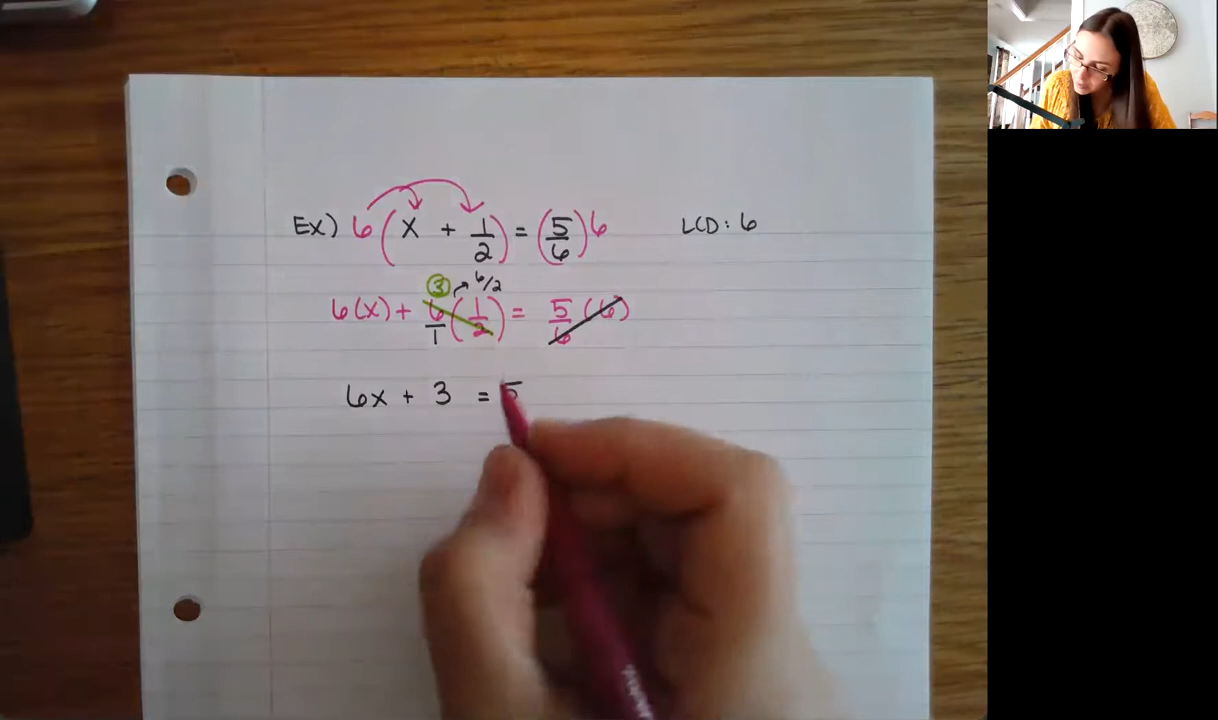 Ex) 6(x + 1/2) = (5/6)6 LCD: 6
3 → 6/2
6(x) + 6/1 (1/2) = 5/6 (6)
6x + 3 = 5